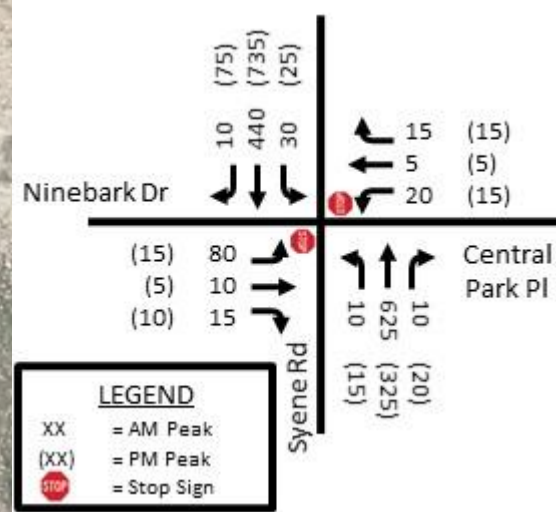 (75) (735) (25)
10 440 30
15 (15)
5 (5)
20 (15)
Ninebark Dr
STOP
(15) 80
(5) 10
(10) 15
STOP
Central
Park Pl
10 625 10
(15) (325) (20)
Syene Rd
LEGEND
XX = AM Peak
(XX) = PM Peak
STOP = Stop Sign